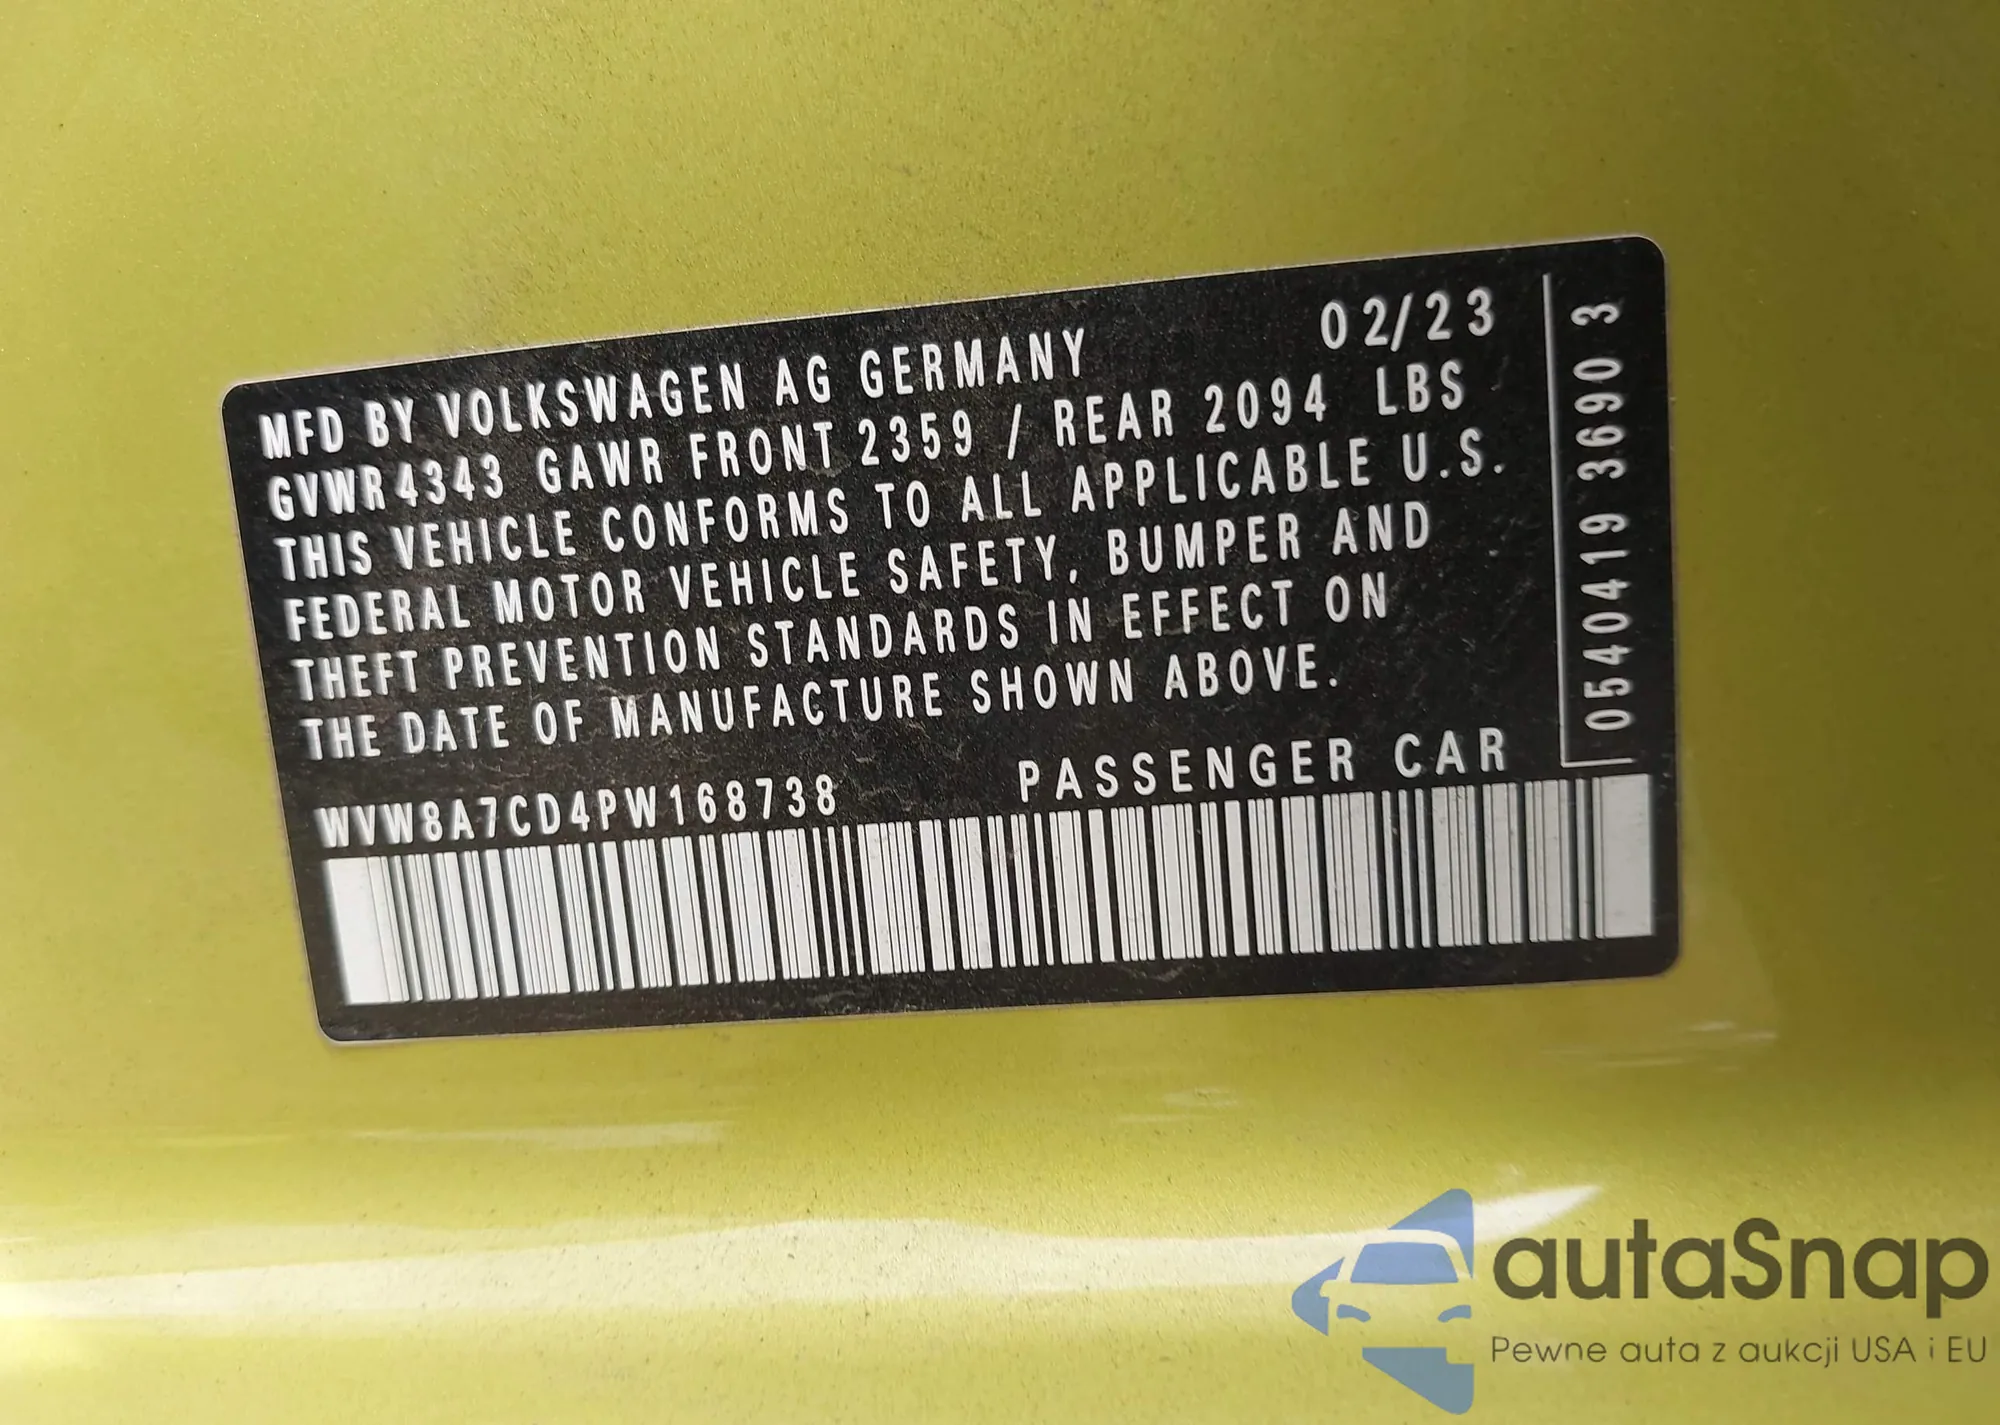 MFD BY VOLKSWAGEN AG GERMANY 02/23
GVWR 4343 GAWR FRONT 2359 / REAR 2094 LBS
THIS VEHICLE CONFORMS TO ALL APPLICABLE U.S.
FEDERAL MOTOR VEHICLE SAFETY, BUMPER AND
THEFT PREVENTION STANDARDS IN EFFECT ON
THE DATE OF MANUFACTURE SHOWN ABOVE.
WVW8A7CD4PW168738 PASSENGER CAR
0540419 3690 3
autaSnap
Pewne auta z aukcji USA i EU